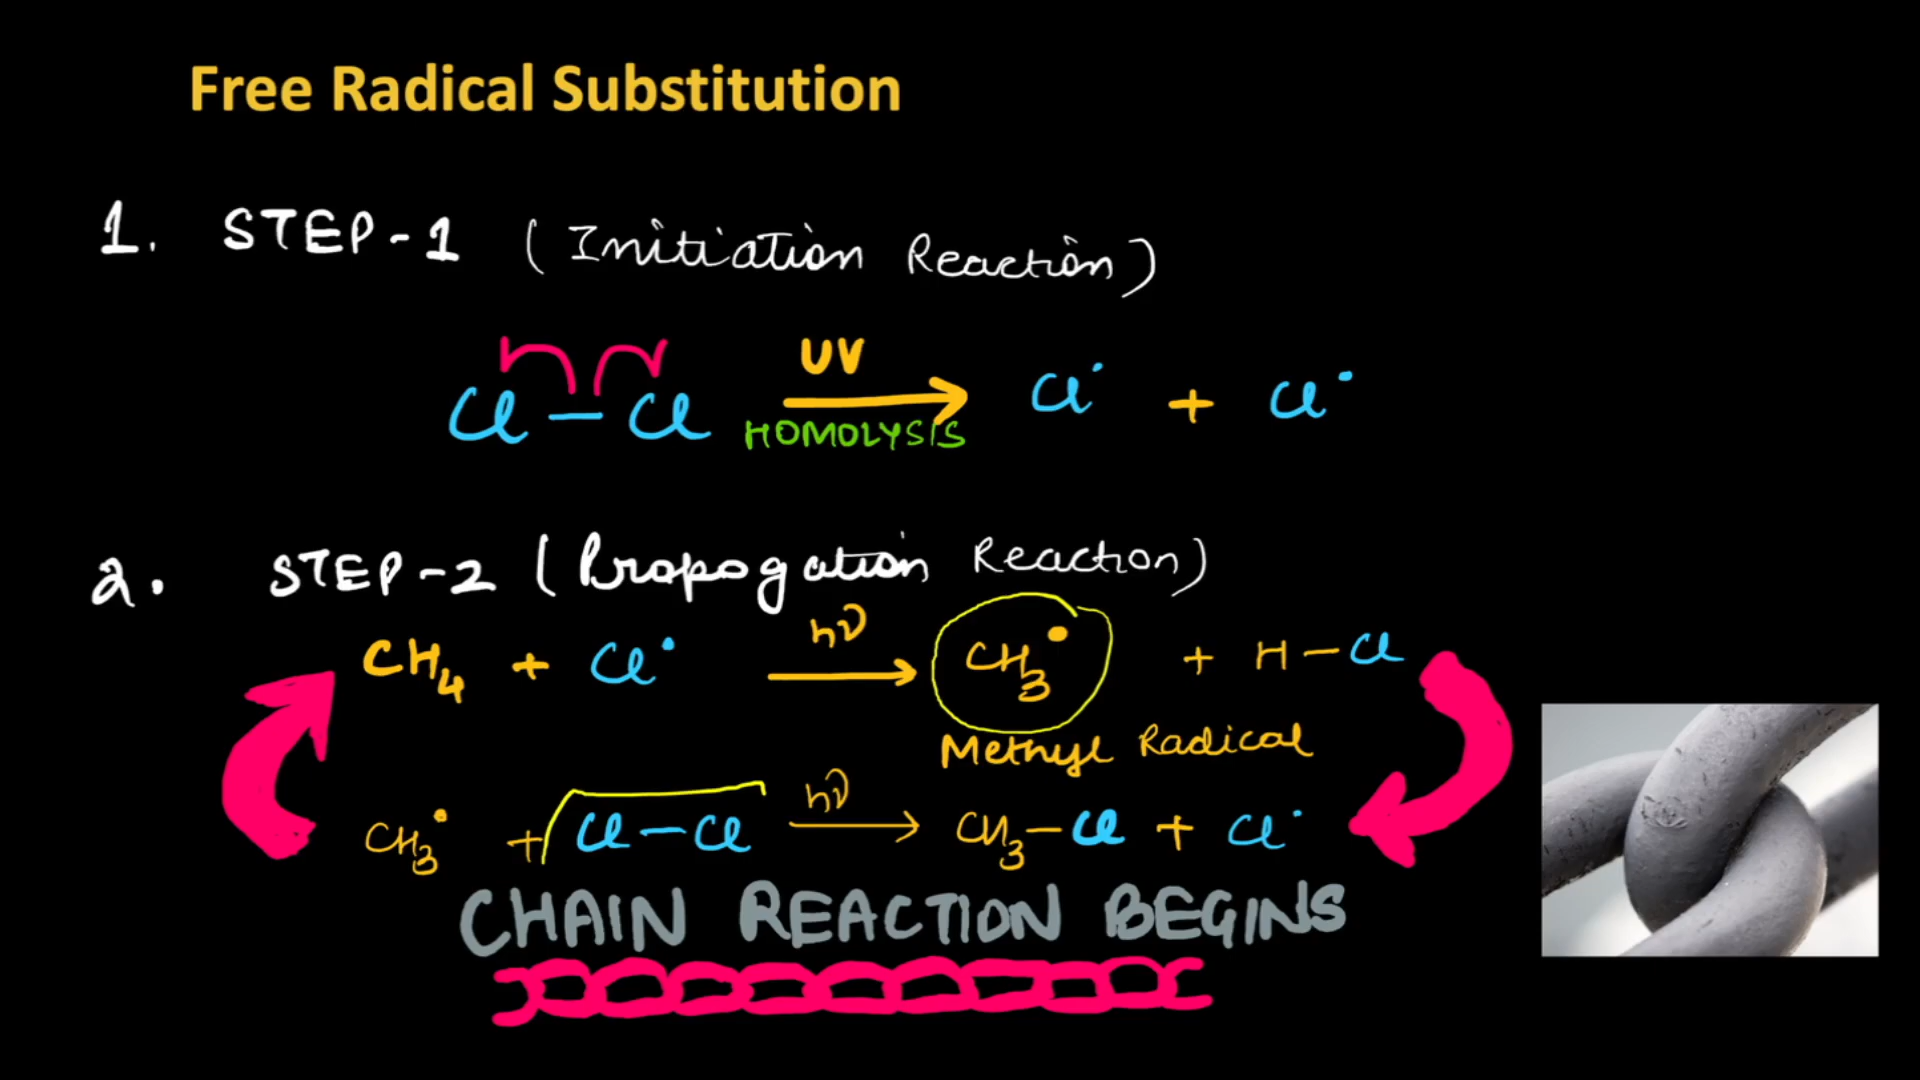 Free Radical Substitution
1. STEP-1 (Initiation Reaction)
UV
Cl-Cl → Cl• + Cl•
HOMOLYSIS
2. STEP-2 (Propogation Reaction)
hν
CH₄ + Cl• → CH₃• + H-Cl
Methyl Radical
hν
CH₃• + Cl-Cl → CH₃-Cl + Cl•
CHAIN REACTION BEGINS